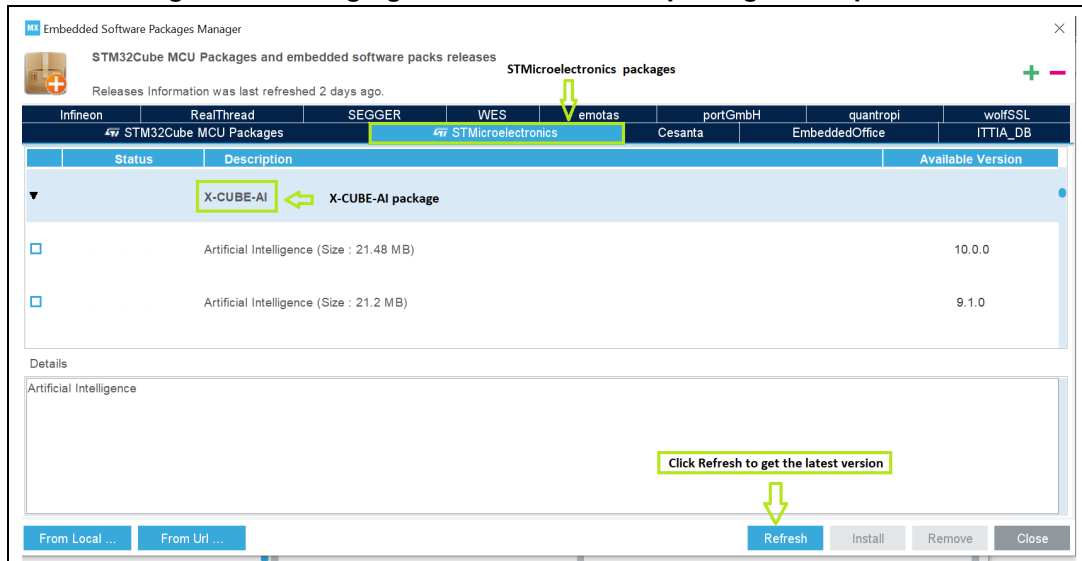 Embedded Software Packages Manager
STM32Cube MCU Packages and embedded software packs releases
STMicroelectronics packages
Releases Information was last refreshed 2 days ago.
Infineon RealThread SEGGER WES emotas portGmbH quantropi wolfSSL
STM32Cube MCU Packages STMicroelectronics Cesanta EmbeddedOffice ITTIA_DB
Status Description Available Version
X-CUBE-AI X-CUBE-AI package
Artificial Intelligence (Size : 21.48 MB) 10.0.0
Artificial Intelligence (Size : 21.2 MB) 9.1.0
Details
Artificial Intelligence
Click Refresh to get the latest version
From Local ... From Url ... Refresh Install Remove Close